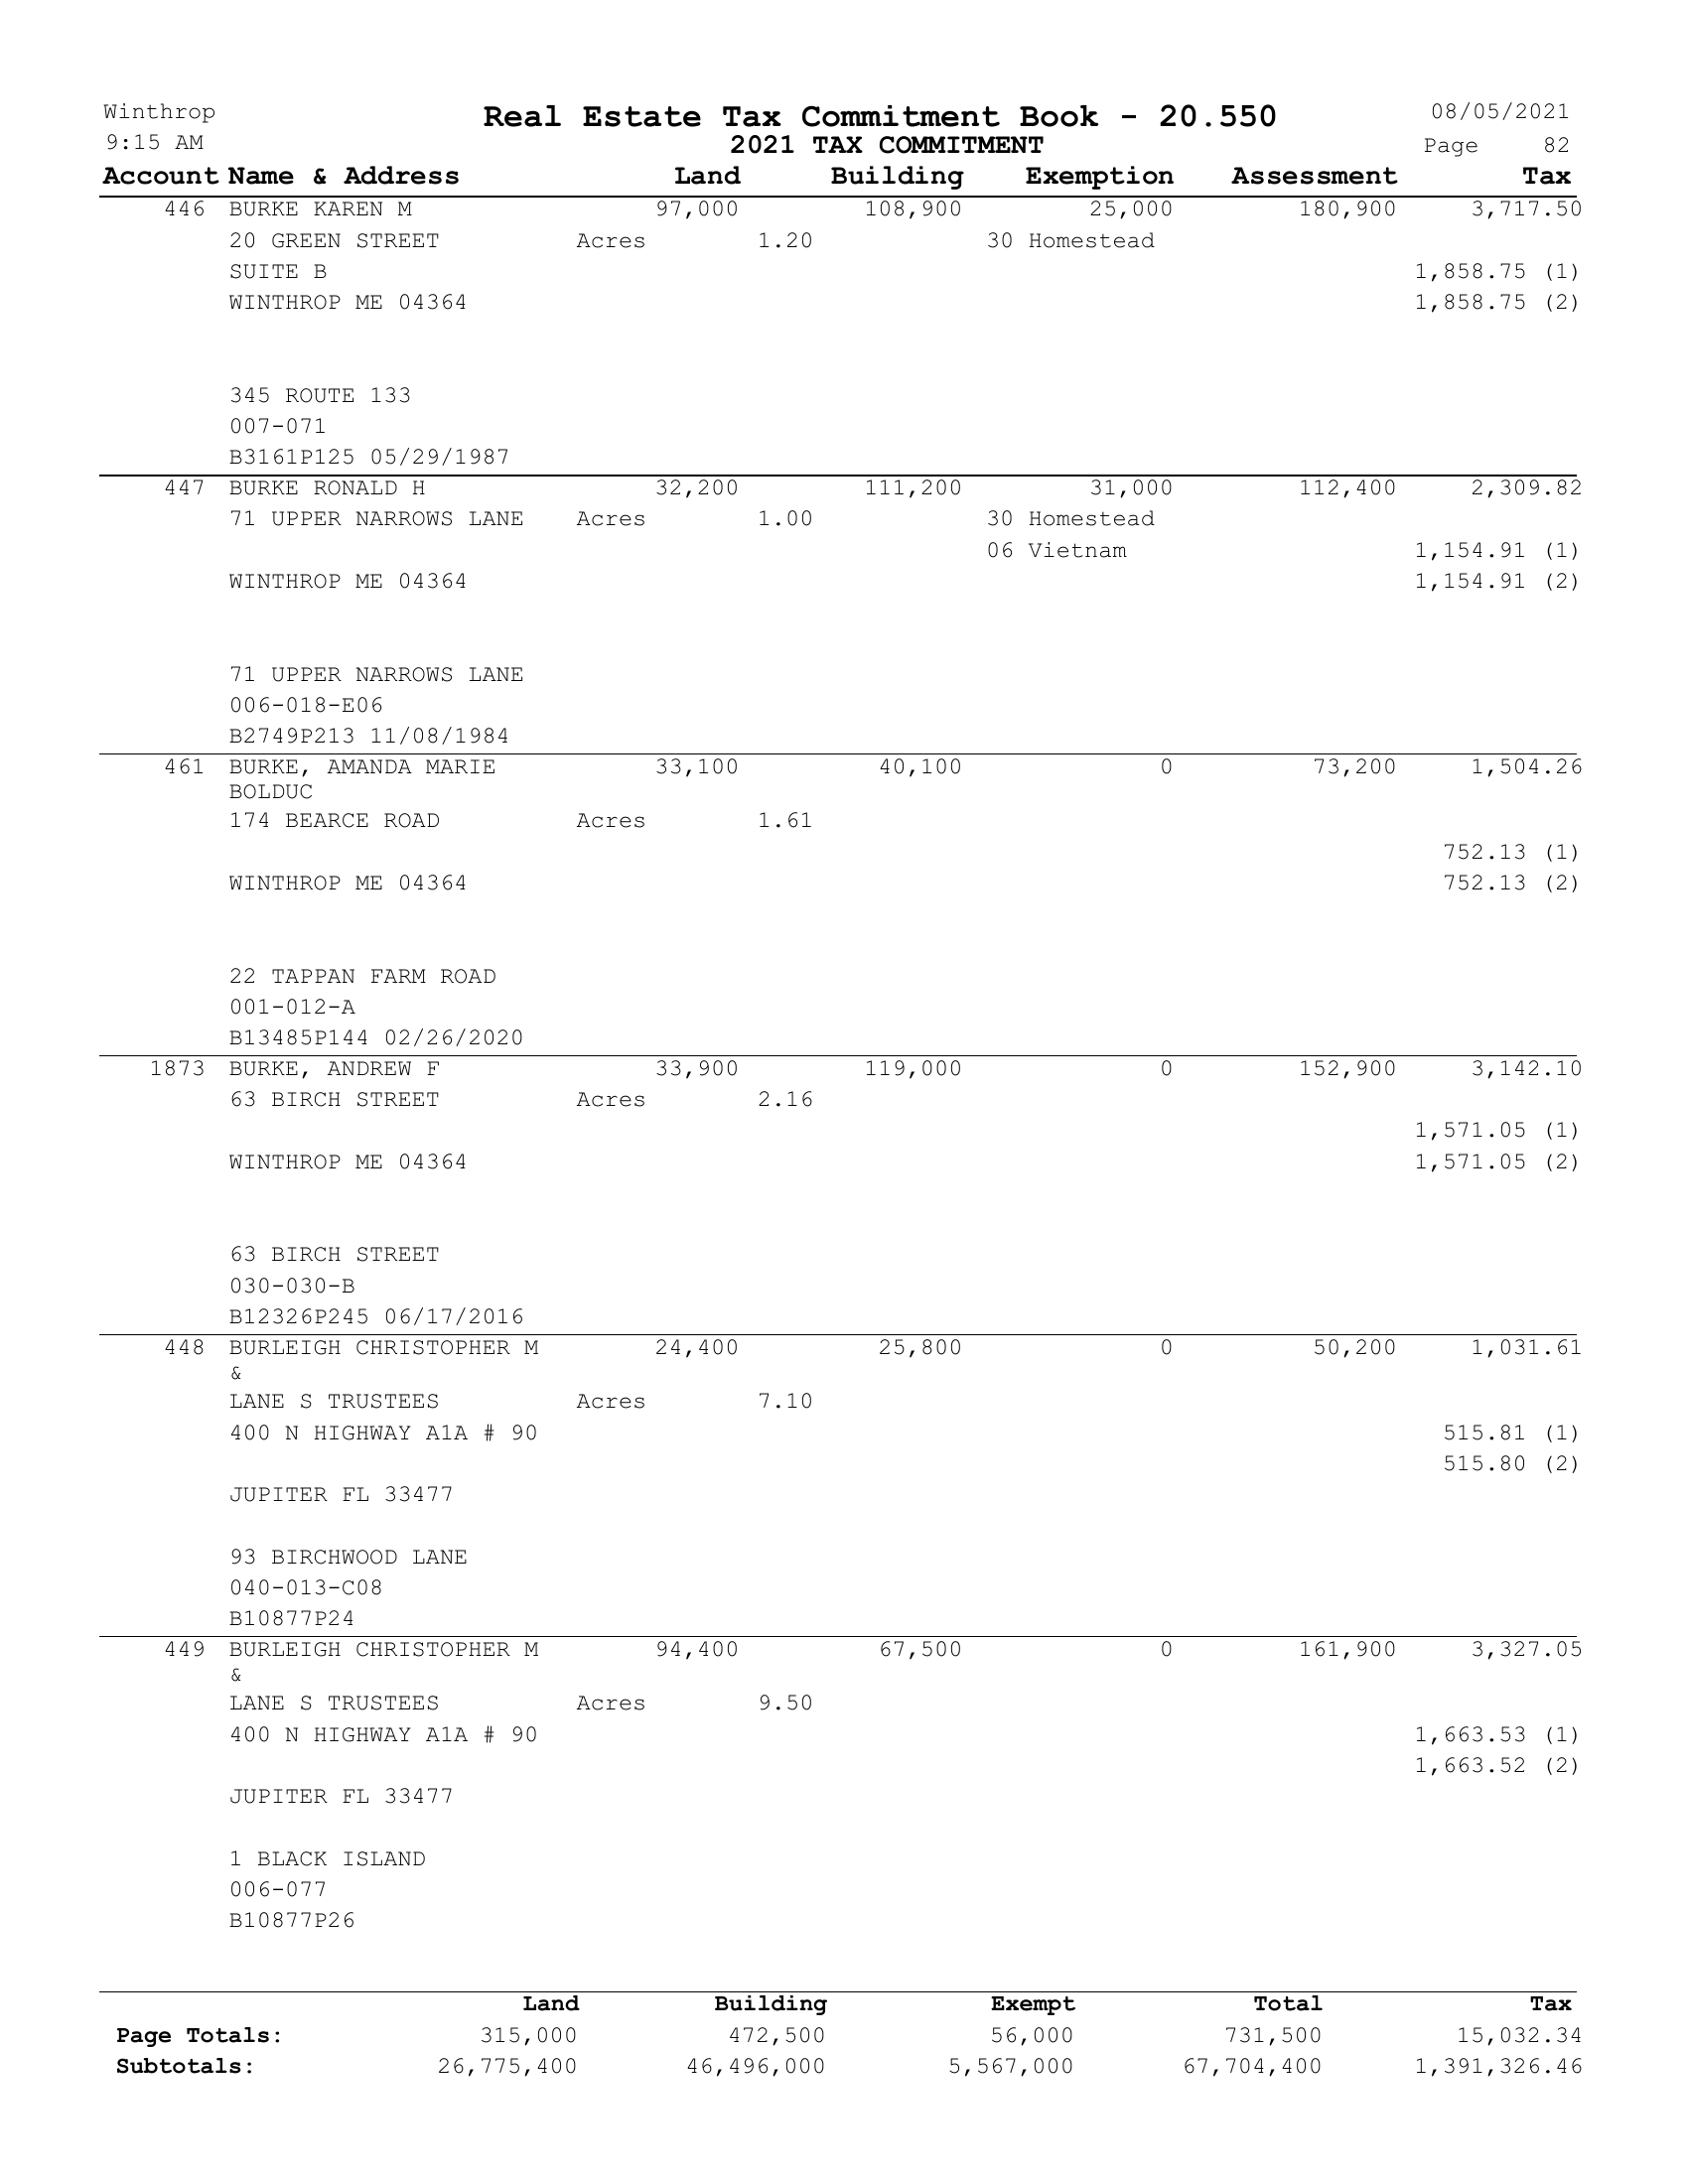 Winthrop Real Estate Tax Commitment Book - 20.550 08/05/2021
9:15 AM 2021 TAX COMMITMENT Page 82
Account Name & Address Land Building Exemption Assessment Tax
446 BURKE KAREN M 97,000 108,900 25,000 180,900 3,717.50
20 GREEN STREET Acres 1.20 30 Homestead
SUITE B 1,858.75 (1)
WINTHROP ME 04364 1,858.75 (2)
345 ROUTE 133
007-071
B3161P125 05/29/1987
447 BURKE RONALD H 32,200 111,200 31,000 112,400 2,309.82
71 UPPER NARROWS LANE Acres 1.00 30 Homestead
06 Vietnam 1,154.91 (1)
WINTHROP ME 04364 1,154.91 (2)
71 UPPER NARROWS LANE
006-018-E06
B2749P213 11/08/1984
461 BURKE, AMANDA MARIE 33,100 40,100 0 73,200 1,504.26
BOLDUC
174 BEARCE ROAD Acres 1.61
752.13 (1)
WINTHROP ME 04364 752.13 (2)
22 TAPPAN FARM ROAD
001-012-A
B13485P144 02/26/2020
1873 BURKE, ANDREW F 33,900 119,000 0 152,900 3,142.10
63 BIRCH STREET Acres 2.16
1,571.05 (1)
WINTHROP ME 04364 1,571.05 (2)
63 BIRCH STREET
030-030-B
B12326P245 06/17/2016
448 BURLEIGH CHRISTOPHER M 24,400 25,800 0 50,200 1,031.61
&
LANE S TRUSTEES Acres 7.10
400 N HIGHWAY A1A # 90 515.81 (1)
515.80 (2)
JUPITER FL 33477
93 BIRCHWOOD LANE
040-013-C08
B10877P24
449 BURLEIGH CHRISTOPHER M 94,400 67,500 0 161,900 3,327.05
&
LANE S TRUSTEES Acres 9.50
400 N HIGHWAY A1A # 90 1,663.53 (1)
1,663.52 (2)
JUPITER FL 33477
1 BLACK ISLAND
006-077
B10877P26
Land Building Exempt Total Tax
Page Totals: 315,000 472,500 56,000 731,500 15,032.34
Subtotals: 26,775,400 46,496,000 5,567,000 67,704,400 1,391,326.46